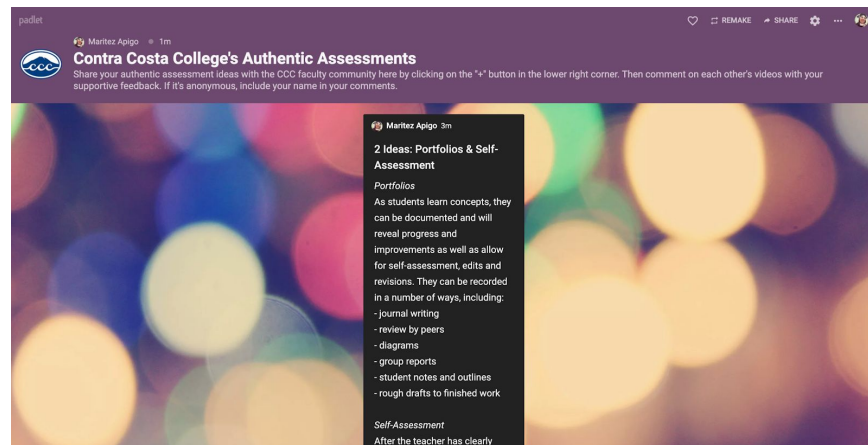 padlet
REMAKE SHARE
Maritez Apigo 1m
Contra Costa College's Authentic Assessments
Share your authentic assessment ideas with the CCC faculty community here by clicking on the "+" button in the lower right corner. Then comment on each other's videos with your
supportive feedback. If it's anonymous, include your name in your comments.
CCC
Maritez Apigo 3m
2 Ideas: Portfolios & Self-
Assessment
Portfolios
As students learn concepts, they
can be documented and will
reveal progress and
improvements as well as allow
for self-assessment, edits and
revisions. They can be recorded
in a number of ways, including:
- journal writing
- review by peers
- diagrams
- group reports
- student notes and outlines
- rough drafts to finished work
Self-Assessment
After the teacher has clearly